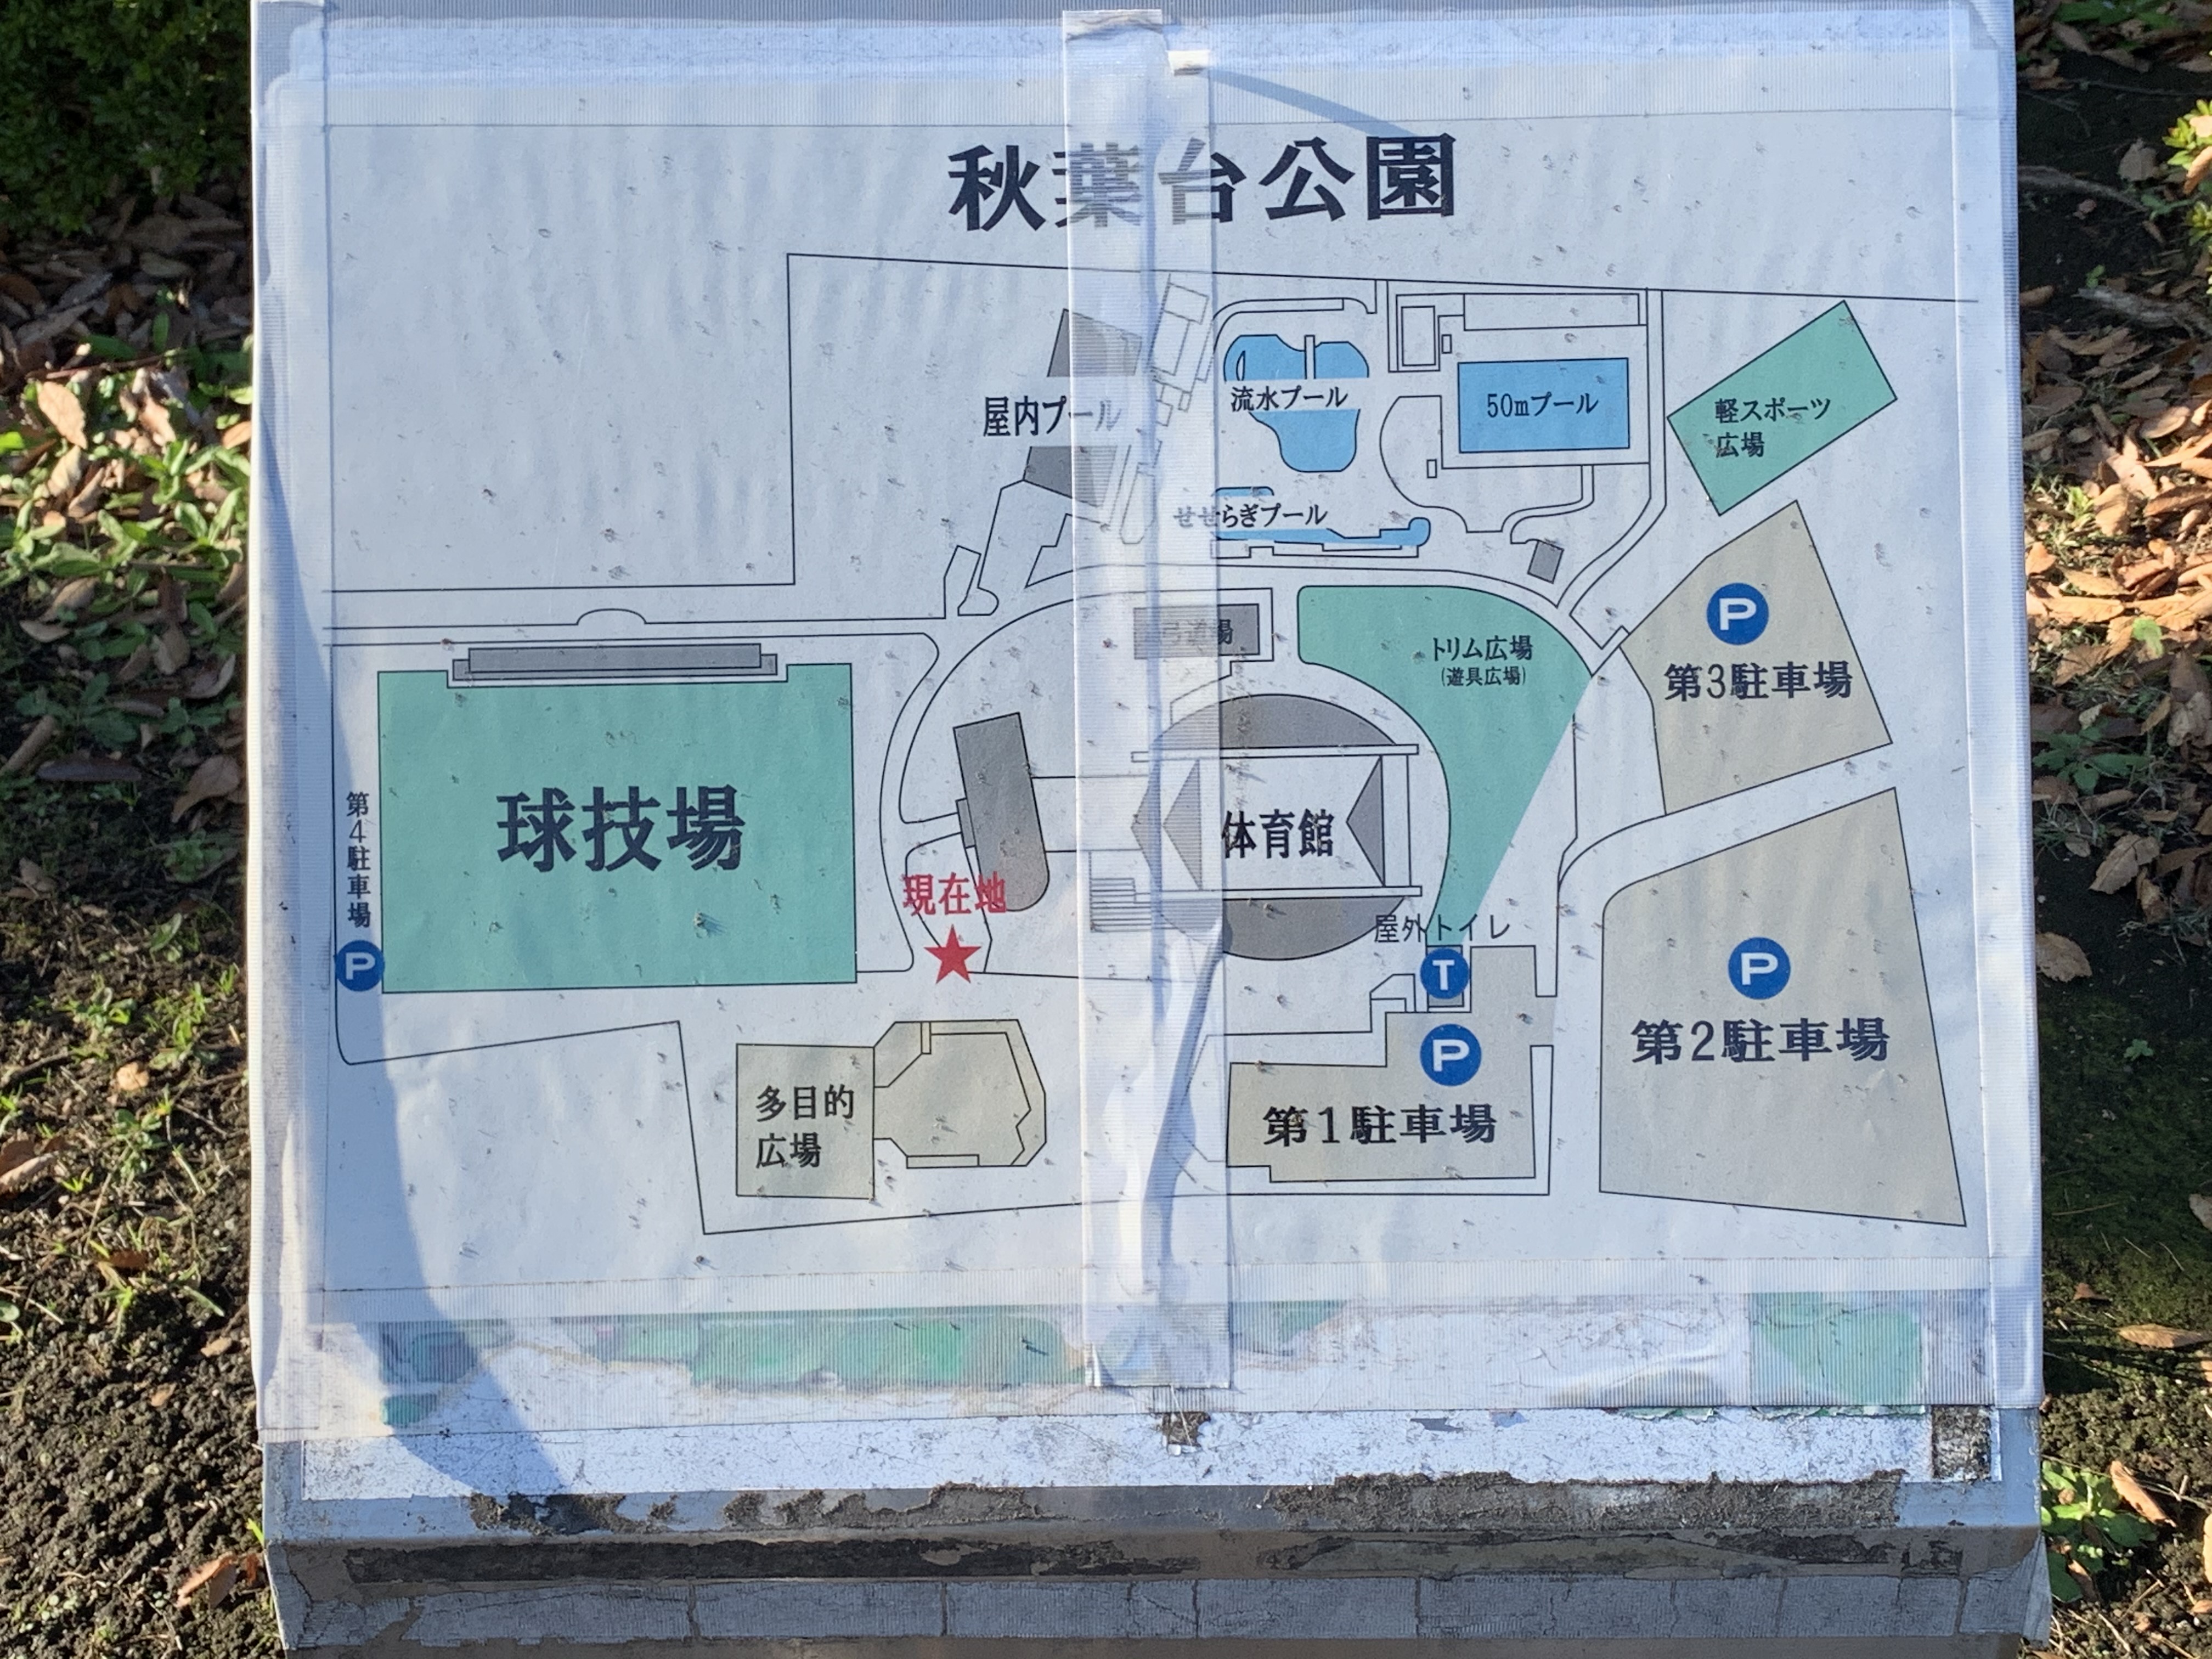 秋葉台公園
屋内プール
流水プール
50mプール
軽スポーツ
広場
せせらぎプール
弓道場
トリム広場
(遊具広場)
P
第3駐車場
球技場
体育館
第4駐車場
P
現在地
屋外トイレ
T
P
第2駐車場
P
第1駐車場
多目的
広場